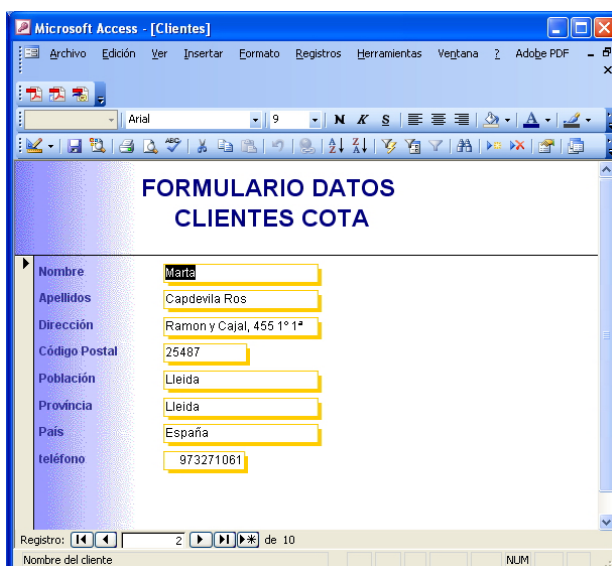 Microsoft Access - [Clientes]
Archivo Edición Ver Insertar Formato Registros Herramientas Ventana ? Adobe PDF
Arial 9 N K S
ABC
FORMULARIO DATOS
CLIENTES COTA
Nombre Marta
Apellidos Capdevila Ros
Dirección Ramon y Cajal, 455 1º 1ª
Código Postal 25487
Población Lleida
Província Lleida
País España
teléfono 973271061
Registro: 2 de 10
Nombre del cliente NUM